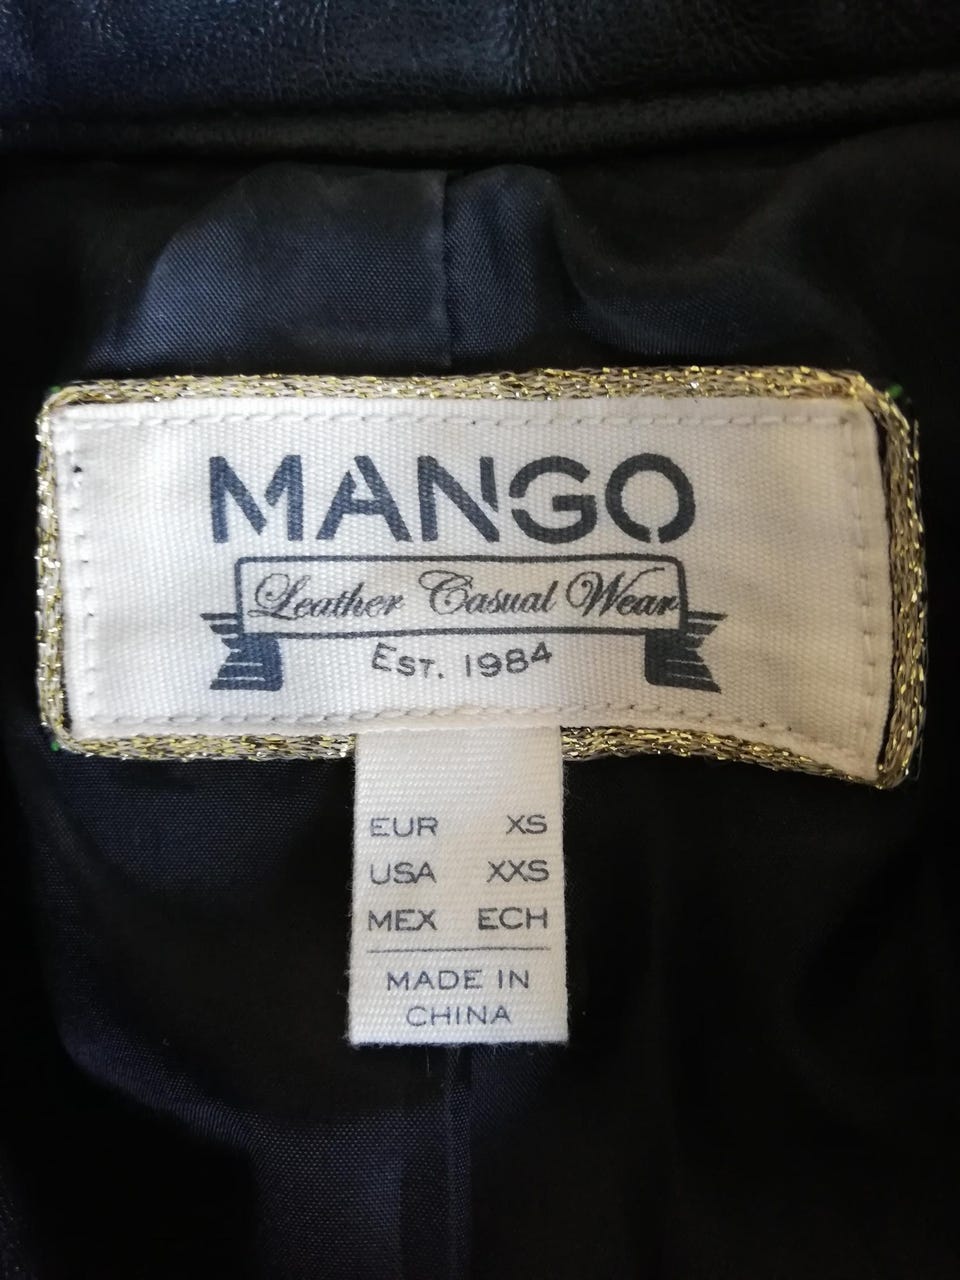 MANGO
Leather Casual Wear
EST. 1984
EUR XS
USA XXS
MEX ECH
MADE IN
CHINA